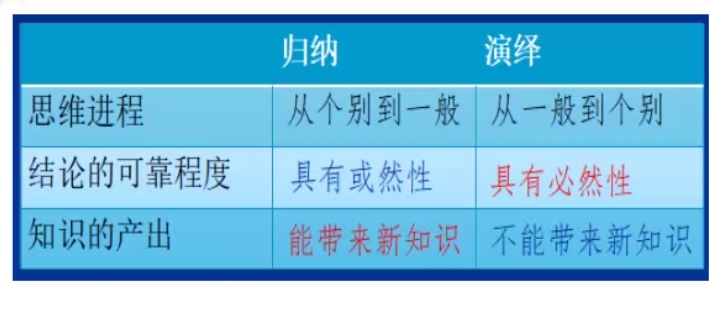 归纳 演绎
思维进程 从个别到一般 从一般到个别
结论的可靠程度 具有或然性 具有必然性
知识的产出 能带来新知识 不能带来新知识